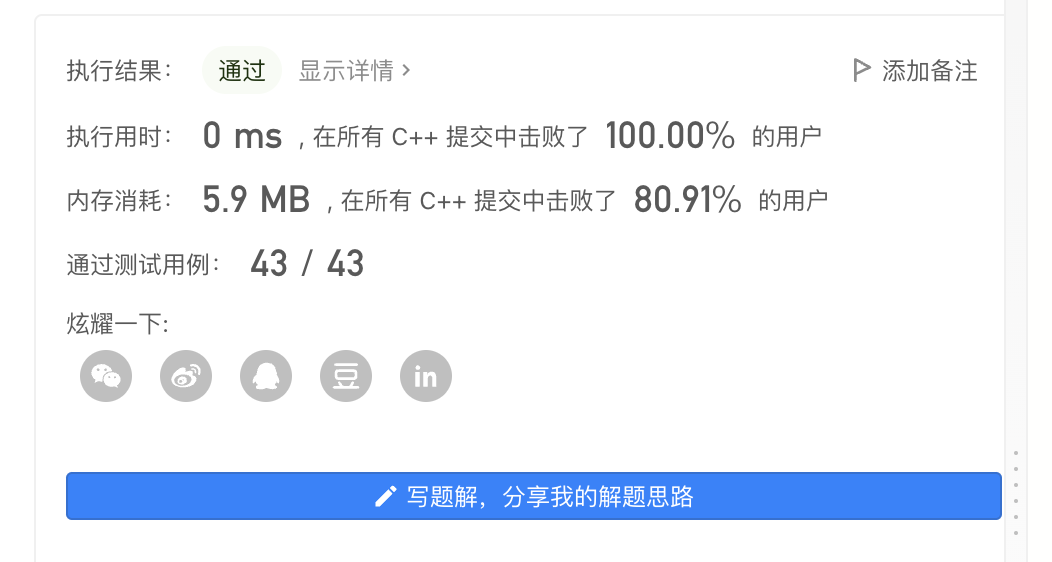 执行结果： 通过 显示详情 › 添加备注
执行用时： 0 ms , 在所有 C++ 提交中击败了 100.00% 的用户
内存消耗： 5.9 MB , 在所有 C++ 提交中击败了 80.91% 的用户
通过测试用例： 43 / 43
炫耀一下:
豆 in
写题解，分享我的解题思路